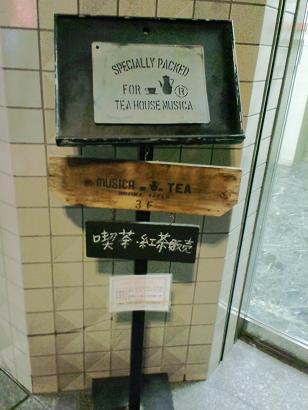 SPECIALLY PACKED
FOR ®
TEA HOUSE MUSICA
MUSICA TEA
3F
喫茶・紅茶販売